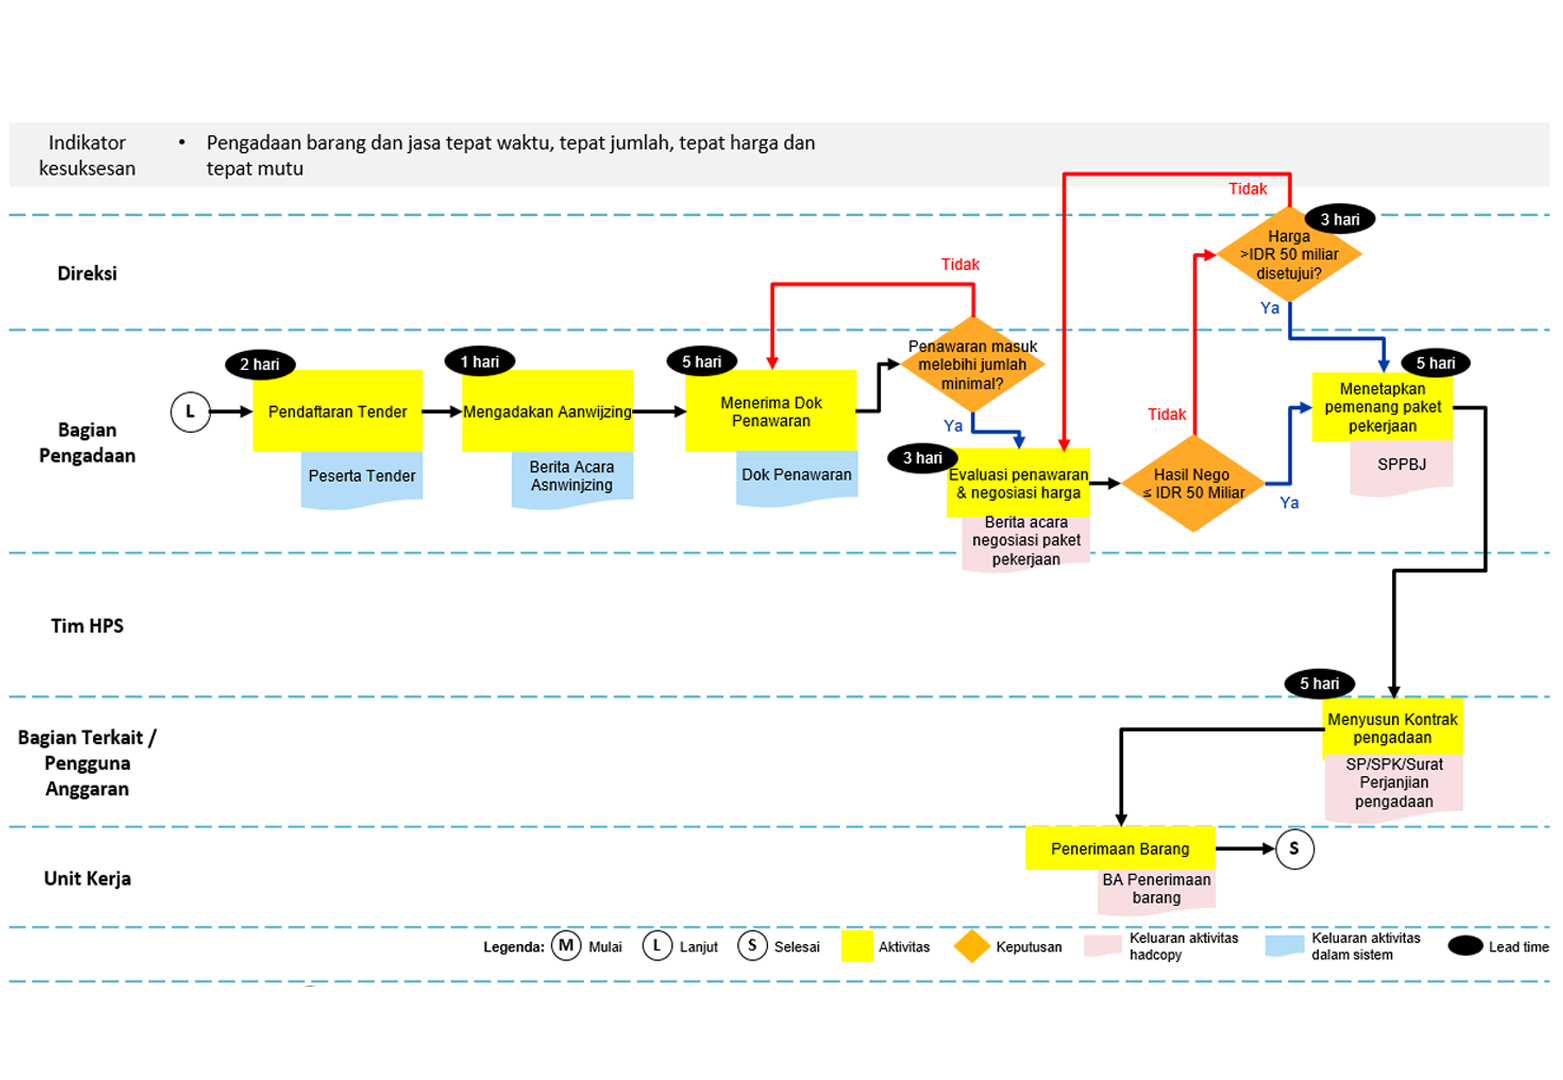 Indikator
kesuksesan
• Pengadaan barang dan jasa tepat waktu, tepat jumlah, tepat harga dan
tepat mutu
Tidak
3 hari
Direksi
Harga
>IDR 50 miliar
disetujui?
Tidak
Ya
Bagian
Pengadaan
L
2 hari
Pendaftaran Tender
Peserta Tender
1 hari
Mengadakan Aanwijzing
Berita Acara
Asnwinjzing
5 hari
Menerima Dok
Penawaran
Dok Penawaran
Penawaran masuk
melebihi jumlah
minimal?
Ya
3 hari
Evaluasi penawaran
& negosiasi harga
Berita acara
negosiasi paket
pekerjaan
Tidak
Hasil Nego
≤ IDR 50 Miliar
Ya
5 hari
Menetapkan
pemenang paket
pekerjaan
SPPBJ
Tim HPS
Bagian Terkait /
Pengguna
Anggaran
5 hari
Menyusun Kontrak
pengadaan
SP/SPK/Surat
Perjanjian
pengadaan
Unit Kerja
Penerimaan Barang
BA Penerimaan
barang
S
Legenda:
M Mulai
L Lanjut
S Selesai
Aktivitas
Keputusan
Keluaran aktivitas
hadcopy
Keluaran aktivitas
dalam sistem
Lead time